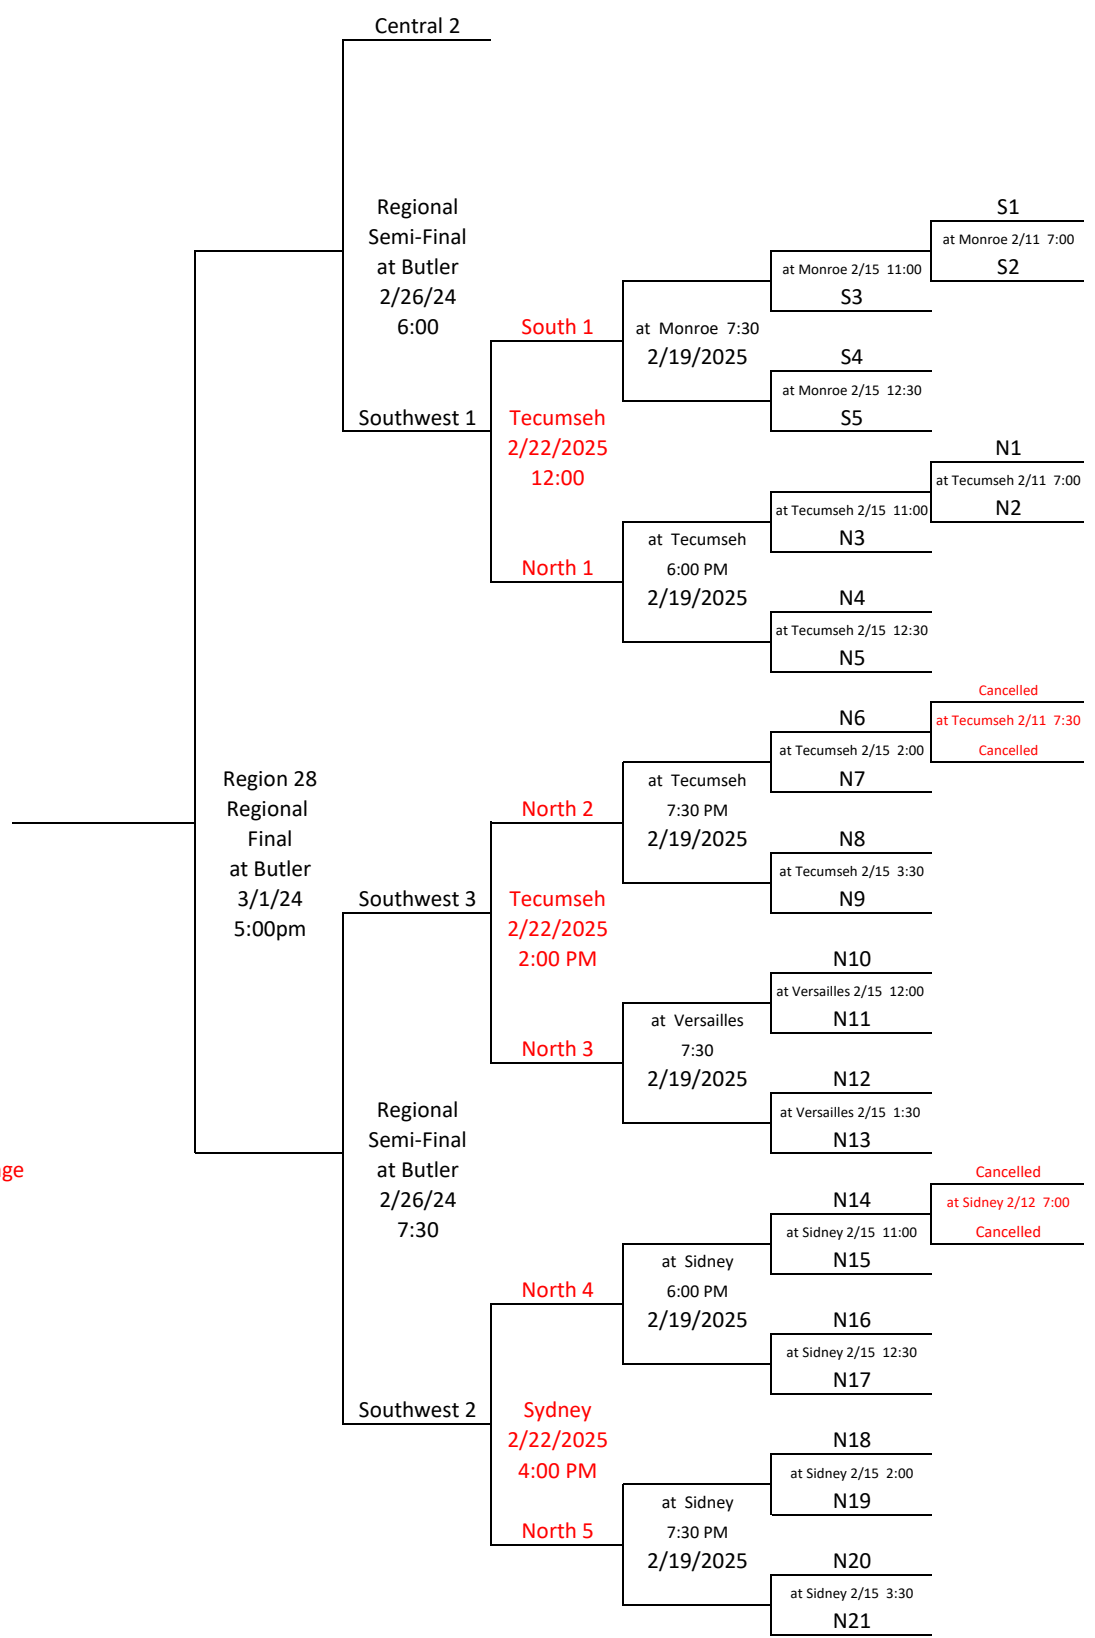 Central 2
Regional
Semi-Final
at Butler
2/26/24
6:00
Southwest 1
South 1
Tecumseh
2/22/2025
12:00
North 1
at Monroe 7:30
2/19/2025
at Tecumseh
6:00 PM
2/19/2025
S1
at Monroe 2/11 7:00
S2
at Monroe 2/15 11:00
S3
S4
at Monroe 2/15 12:30
S5
N1
at Tecumseh 2/11 7:00
N2
at Tecumseh 2/15 11:00
N3
N4
at Tecumseh 2/15 12:30
N5
Region 28
Regional
Final
at Butler
3/1/24
5:00pm
Southwest 3
North 2
Tecumseh
2/22/2025
2:00 PM
North 3
at Tecumseh
7:30 PM
2/19/2025
at Versailles
7:30
2/19/2025
Cancelled
at Tecumseh 2/11 7:30
Cancelled
N6
at Tecumseh 2/15 2:00
N7
N8
at Tecumseh 2/15 3:30
N9
N10
at Versailles 2/15 12:00
N11
N12
at Versailles 2/15 1:30
N13
ge
Regional
Semi-Final
at Butler
2/26/24
7:30
Southwest 2
North 4
Sydney
2/22/2025
4:00 PM
North 5
at Sidney
6:00 PM
2/19/2025
at Sidney
7:30 PM
2/19/2025
Cancelled
at Sidney 2/12 7:00
Cancelled
N14
at Sidney 2/15 11:00
N15
N16
at Sidney 2/15 12:30
N17
N18
at Sidney 2/15 2:00
N19
N20
at Sidney 2/15 3:30
N21